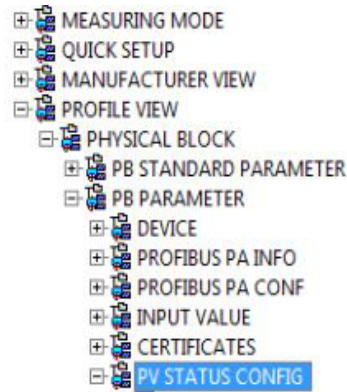 MEASURING MODE
QUICK SETUP
MANUFACTURER VIEW
PROFILE VIEW
PHYSICAL BLOCK
PB STANDARD PARAMETER
PB PARAMETER
DEVICE
PROFIBUS PA INFO
PROFIBUS PA CONF
INPUT VALUE
CERTIFICATES
PV STATUS CONFIG